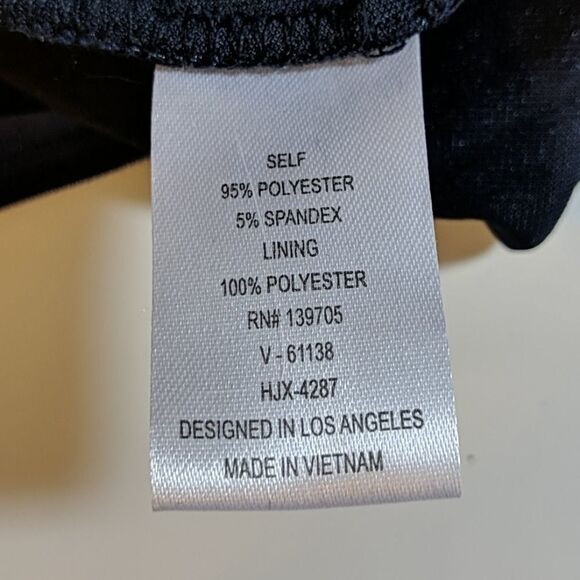 SELF
95% POLYESTER
5% SPANDEX
LINING
100% POLYESTER
RN# 139705
V - 61138
HJX-4287
DESIGNED IN LOS ANGELES
MADE IN VIETNAM